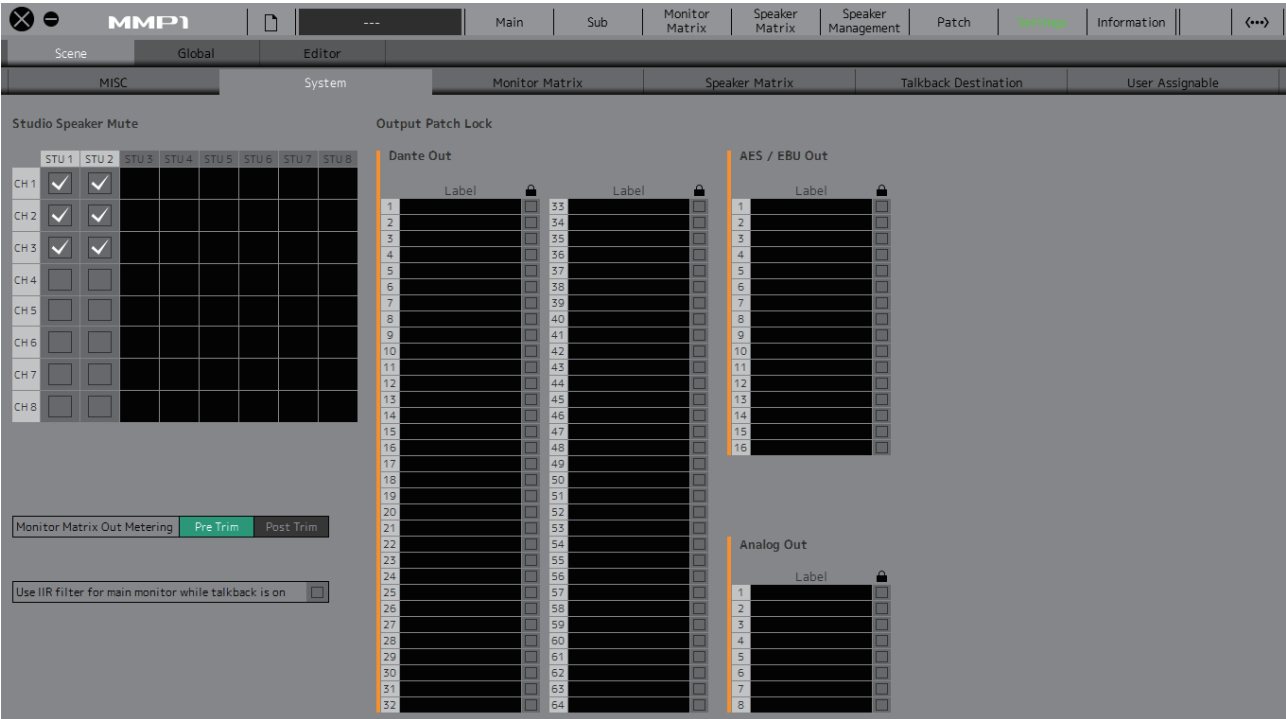 MMP1 --- Main Sub Monitor Matrix Speaker Matrix Speaker Management Patch Settings Information
Scene Global Editor
MISC System Monitor Matrix Speaker Matrix Talkback Destination User Assignable
Studio Speaker Mute
STU 1 STU 2 STU 3 STU 4 STU 5 STU 6 STU 7 STU 8
CH 1
CH 2
CH 3
CH 4
CH 5
CH 6
CH 7
CH 8
Monitor Matrix Out Metering Pre Trim Post Trim
Use IIR filter for main monitor while talkback is on
Output Patch Lock
Dante Out
Label Label
1 33
2 34
3 35
4 36
5 37
6 38
7 39
8 40
9 41
10 42
11 43
12 44
13 45
14 46
15 47
16 48
17 49
18 50
19 51
20 52
21 53
22 54
23 55
24 56
25 57
26 58
27 59
28 60
29 61
30 62
31 63
32 64
AES / EBU Out
Label
1
2
3
4
5
6
7
8
9
10
11
12
13
14
15
16
Analog Out
Label
1
2
3
4
5
6
7
8